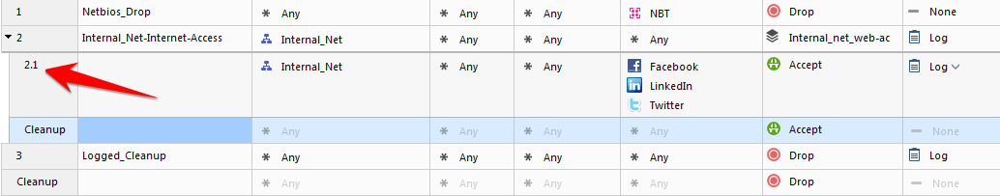 1 Netbios_Drop * Any * Any * Any NBT Drop None
2 Internal_Net-Internet-Access Internal_Net * Any * Any * Any Internal_net_web-ac Log
2.1 Internal_Net * Any * Any Facebook Accept Log
LinkedIn
Twitter
Cleanup * Any * Any * Any * Any Accept None
3 Logged_Cleanup * Any * Any * Any * Any Drop Log
Cleanup * Any * Any * Any * Any Drop None